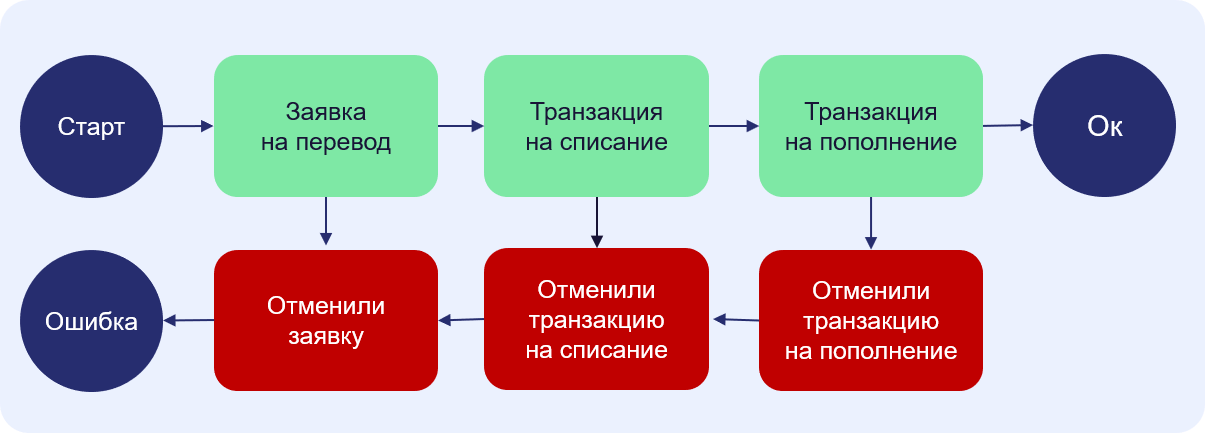 Старт
Заявка
на перевод
Транзакция
на списание
Транзакция
на пополнение
Ок
Ошибка
Отменили
заявку
Отменили
транзакцию
на списание
Отменили
транзакцию
на пополнение